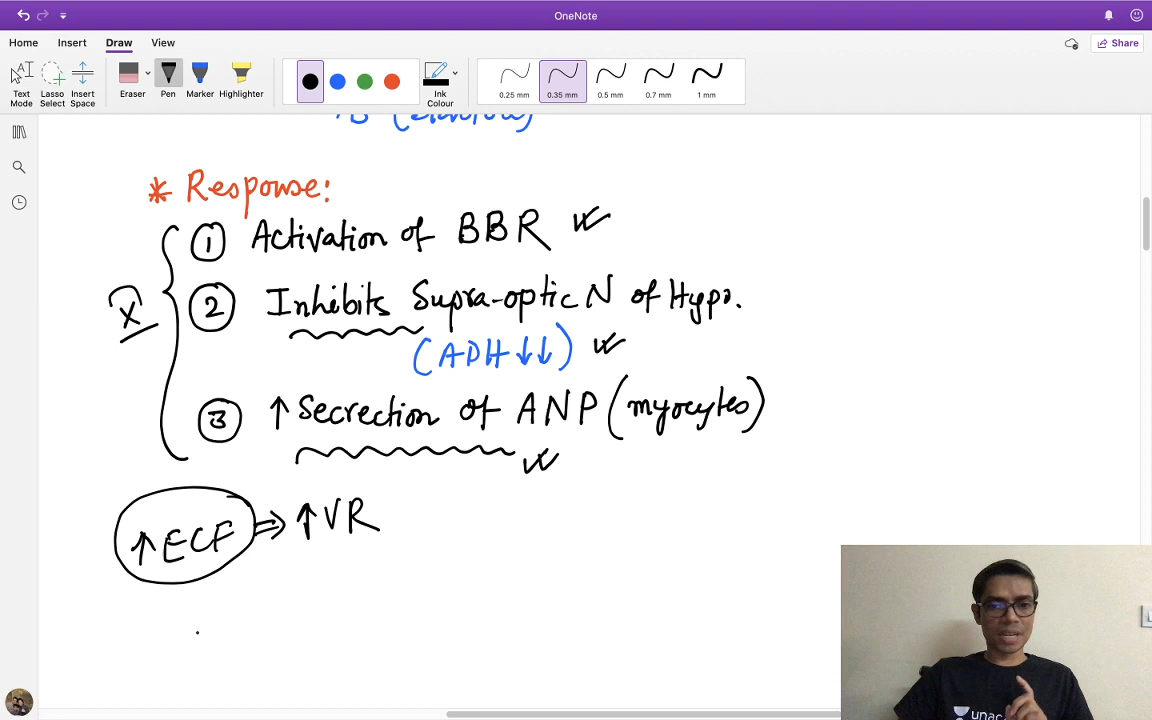 OneNote
Home Insert Draw View
Share
Text Mode
Lasso Select
Insert Space
Eraser
Pen
Marker
Highlighter
Ink Colour
0.25 mm
0.35 mm
0.5 mm
0.7 mm
1 mm
* Response:
① Activation of BBR
X
② Inhibits Supra-optic N of Hypo.
(ADH↓↓)
③ ↑ Secrection of ANP (myocytes)
↑ECF ⇒ ↑VR
unac